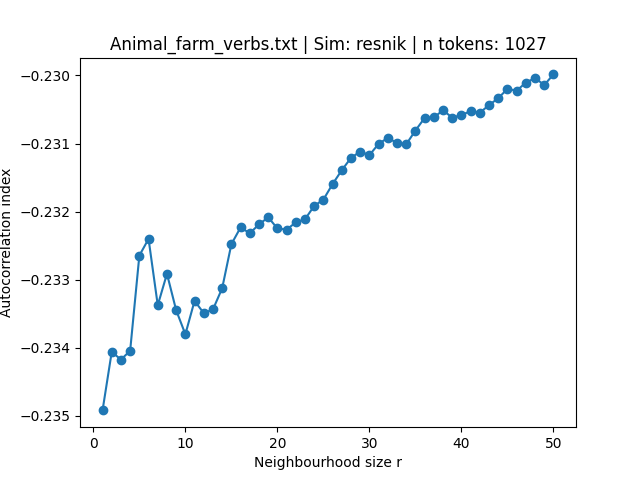 Animal_farm_verbs.txt | Sim: resnik | n tokens: 1027
−0.230
−0.231
−0.232
−0.233
−0.234
−0.235
Autocorrelation index
0 10 20 30 40 50
Neighbourhood size r